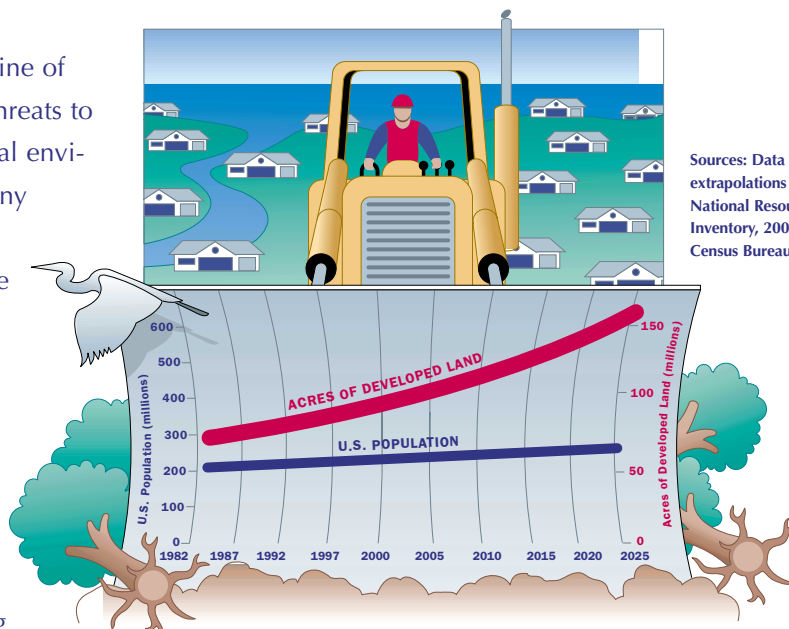 ine of
hreats to
al envi-
ny
e
g
Sources: Data
extrapolations
National Resou
Inventory, 200
Census Bureau
U.S. Population (millions)
600
500
400
300
200
100
0
ACRES OF DEVELOPED LAND
U.S. POPULATION
150
100
50
0
Acres of Developed Land (millions)
1982 1987 1992 1997 2000 2005 2010 2015 2020 2025